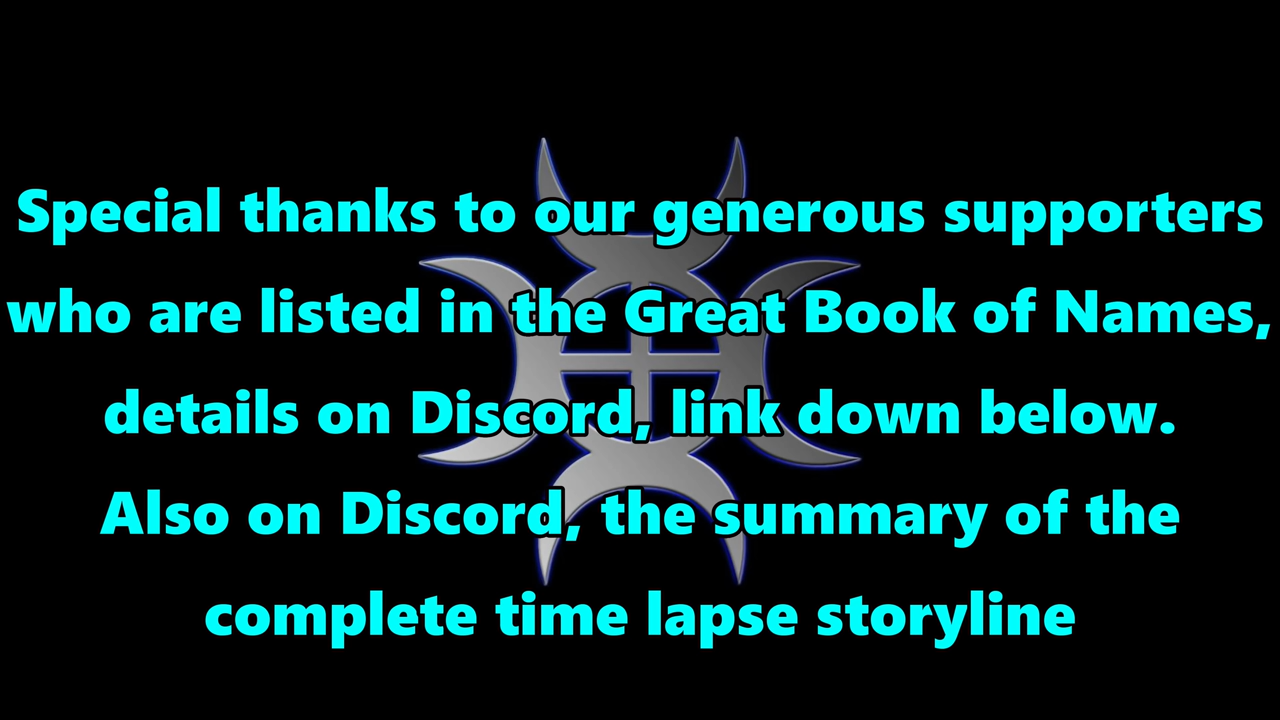 Special thanks to our generous supporters
who are listed in the Great Book of Names,
details on Discord, link down below.
Also on Discord, the summary of the
complete time lapse storyline